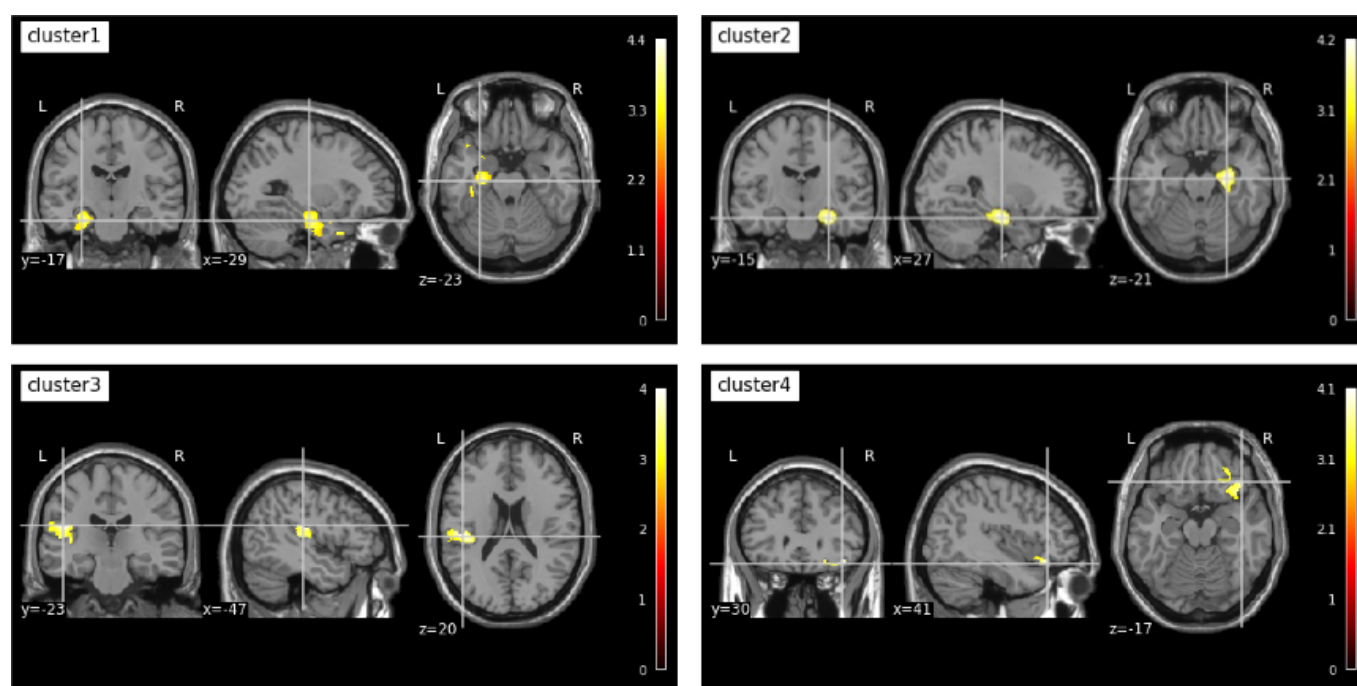 cluster1
4.4
L
R
L
R
3.3
2.2
1.1
y=-17
x=-29
z=-23
0
cluster2
4.2
L
R
L
R
3.1
2.1
1
y=-15
x=27
z=-21
0
cluster3
4
L
R
L
R
3
2
1
y=-23
x=-47
z=20
0
cluster4
4.1
L
R
L
R
3.1
2.1
1
y=30
x=41
z=-17
0